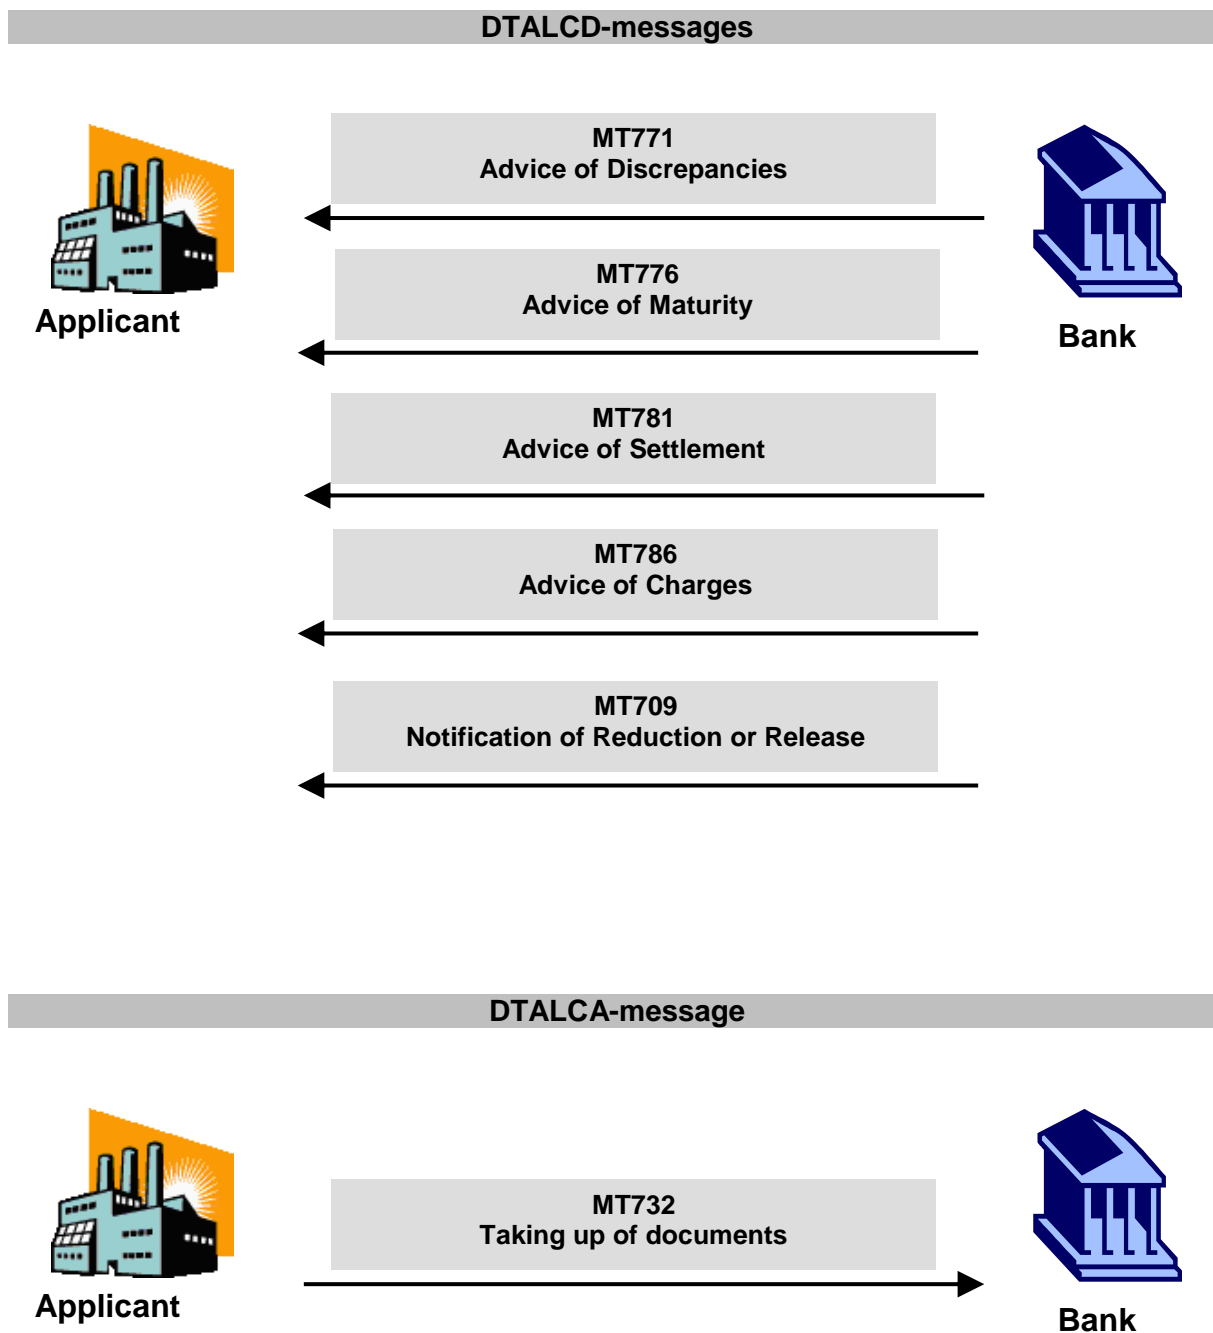 DTALCD-messages
MT771
Advice of Discrepancies
MT776
Advice of Maturity
Applicant
Bank
MT781
Advice of Settlement
MT786
Advice of Charges
MT709
Notification of Reduction or Release
DTALCA-message
MT732
Taking up of documents
Applicant
Bank